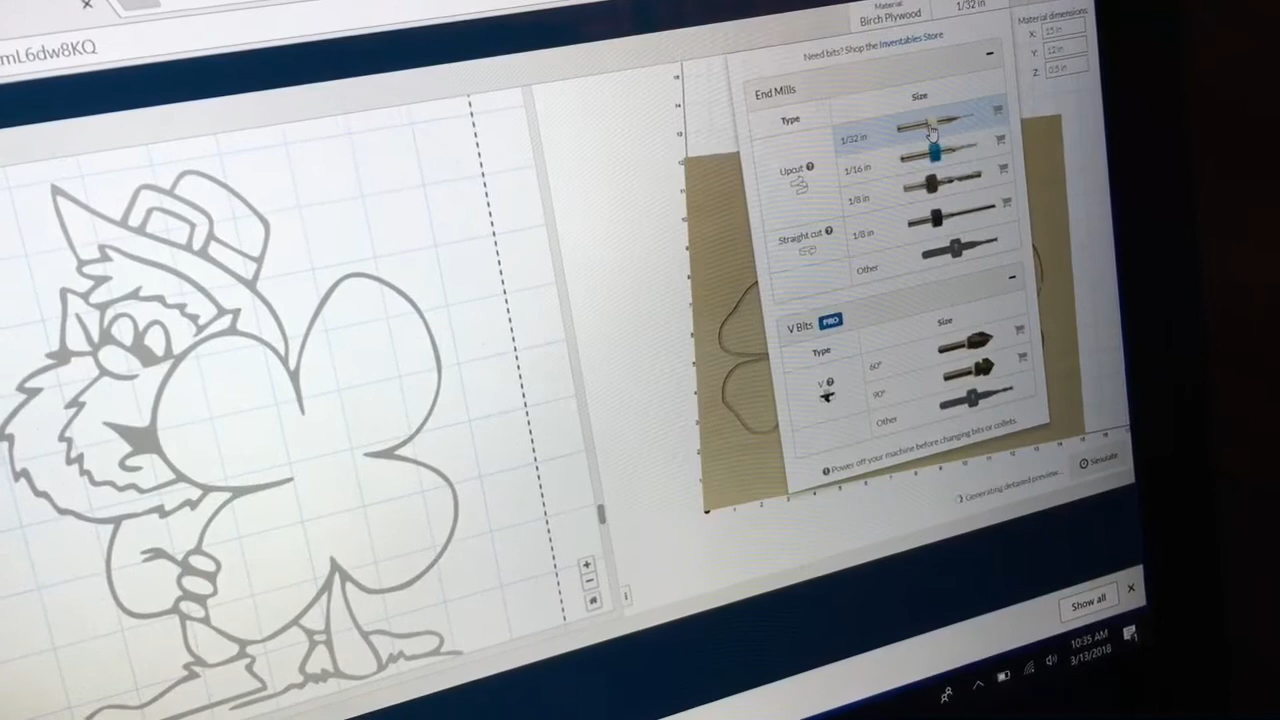 mL6dw8KQ
Material:
Birch Plywood
1/32 in
Material dimensions
X: 15 in
Y: 12 in
Z: 0.5 in
Need bits? Shop the Inventables Store
End Mills
Type
Size
1/32 in
Upcut
1/16 in
1/8 in
Straight cut
1/8 in
Other
V Bits PRO
Type
Size
60°
V
90°
Other
Power off your machine before changing bits or collets.
Generating detailed preview...
Simulate
Show all
10:35 AM
3/13/2018